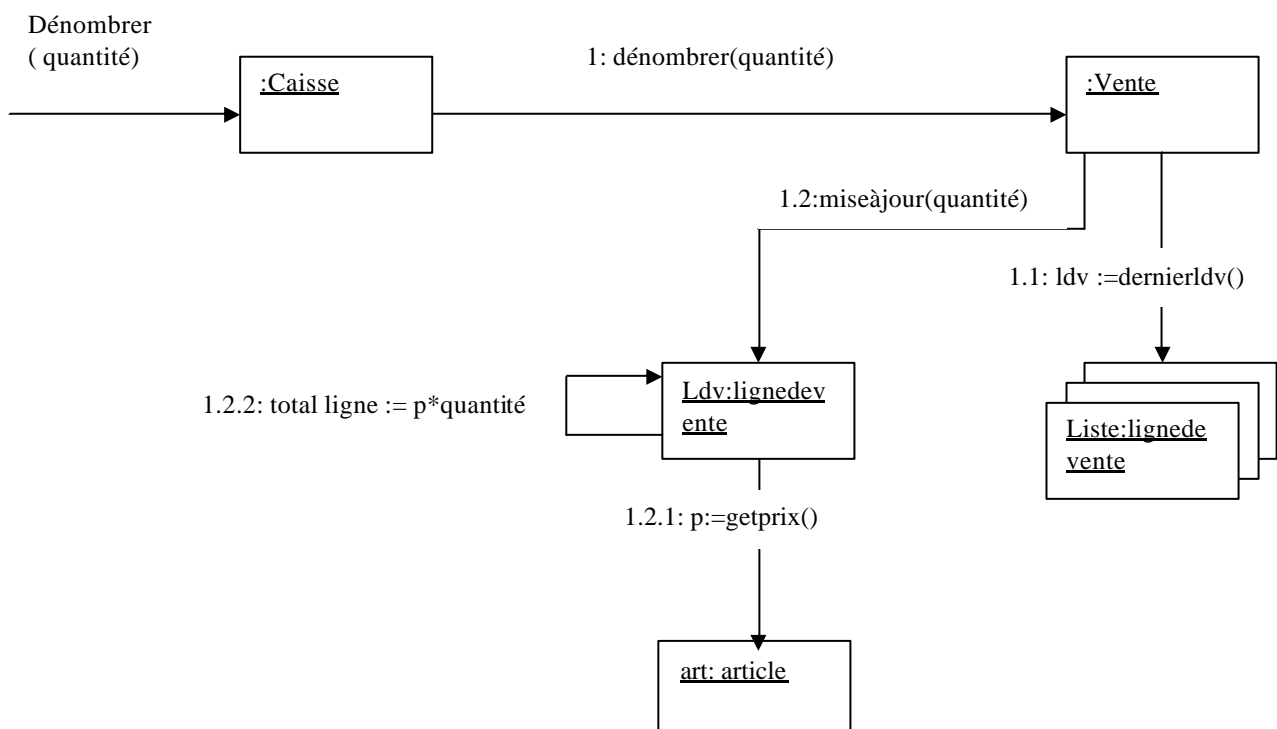 Dénombrer
( quantité)
1: dénombrer(quantité)
:Caisse
:Vente
1.2:miseàjour(quantité)
1.1: ldv :=dernierldv()
Ldv:lignedev
ente
1.2.2: total ligne := p*quantité
Liste:lignede
vente
1.2.1: p:=getprix()
art: article